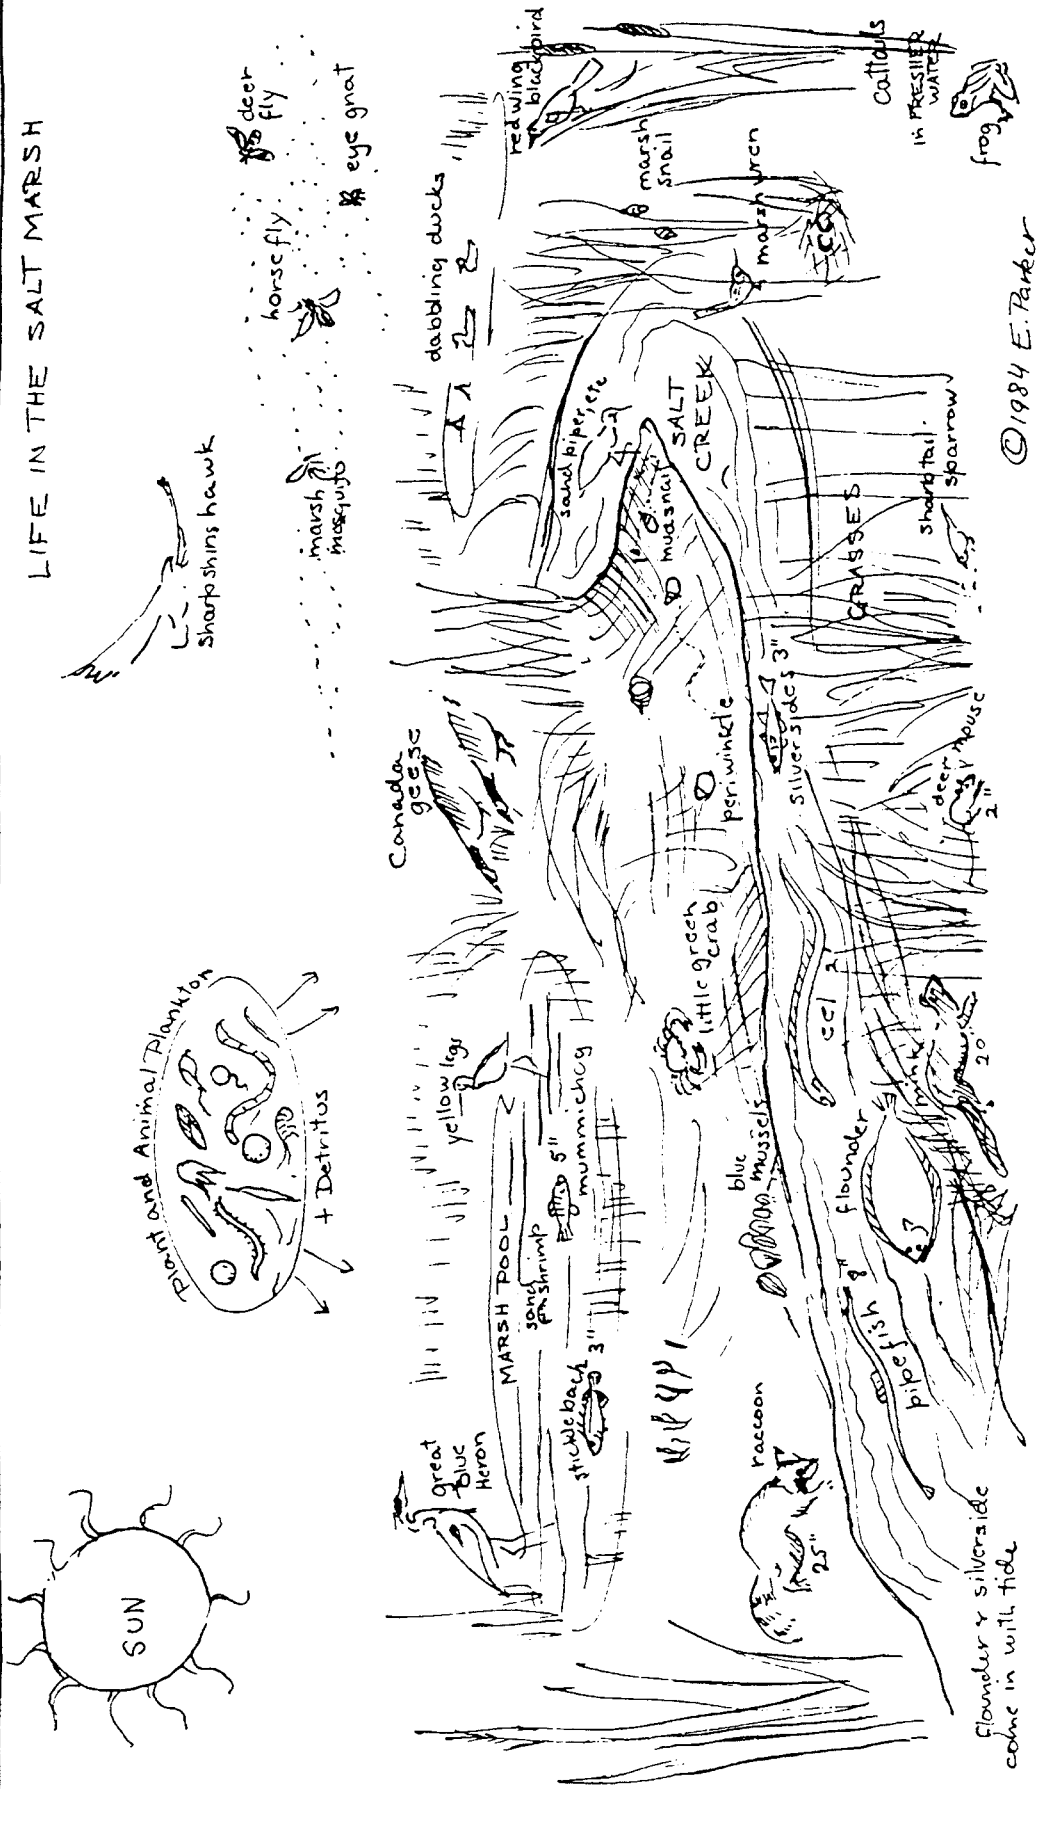 LIFE IN THE SALT MARSH
SUN
Plant and Animal Plankton
+ Detritus
Sharpshins hawk
horsefly
deer
fly
eye gnat
marsh
mosquito
great
blue
Heron
yellow legs
Canada
geese
dabbling ducks
redwing
blackbird
MARSH POOL
sand
shrimp
stickleback
3"
5"
mummichog
sandpiper, etc
mudsnail
SALT
CREEK
marsh
snail
marsh wren
cattails
in FRESHER
WATER
frog
raccoon
25"
blue
mussels
little green
crab
periwinkle
silversides 3"
GRASSES
sharptail
sparrow
pipefish 8"
flounder
eel 2'
mink
20"
deer mouse
2"
flounder & silverside
come in with tide
©1984 E. Parker